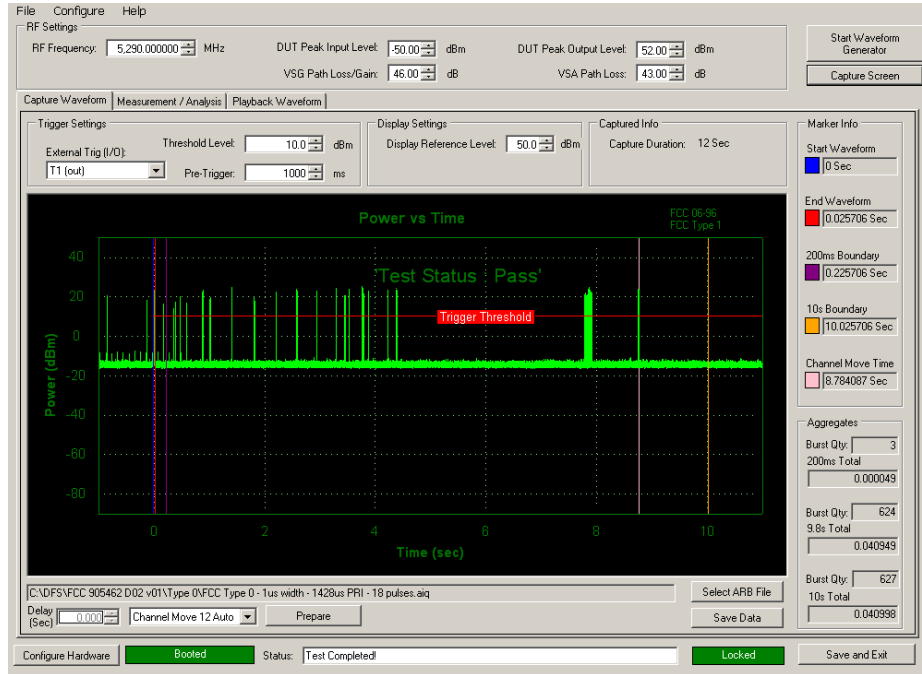 File Configure Help
RF Settings
RF Frequency: 5,290.000000 MHz DUT Peak Input Level: -50.00 dBm DUT Peak Output Level: 52.00 dBm
VSG Path Loss/Gain: 46.00 dB VSA Path Loss: 43.00 dB
Start Waveform
Generator
Capture Screen
Capture Waveform Measurement / Analysis Playback Waveform
Trigger Settings
External Trig (I/O): Threshold Level: 10.0 dBm
T1 (out) Pre-Trigger: 1000 ms
Display Settings
Display Reference Level: 50.0 dBm
Captured Info
Capture Duration: 12 Sec
Power vs Time
FCC 06-96
FCC Type 1
'Test Status : Pass'
Trigger Threshold
Power (dBm)
40
20
0
-20
-40
-60
-80
0 2 4 6 8 10
Time (sec)
Marker Info
Start Waveform
0 Sec
End Waveform
0.025706 Sec
200ms Boundary
0.225706 Sec
10s Boundary
10.025706 Sec
Channel Move Time
8.784087 Sec
Aggregates
Burst Qty: 3
200ms Total
0.000049
Burst Qty: 624
9.8s Total
0.040949
Burst Qty: 627
10s Total
0.040998
C:\DFS\FCC 905462 D02 v01\Type 0\FCC Type 0 - 1us width - 1428us PRI - 18 pulses.aiq
Select ARB File
Delay
(Sec) 0.000 Channel Move 12 Auto Prepare
Save Data
Configure Hardware Booted Status: Test Completed! Locked Save and Exit